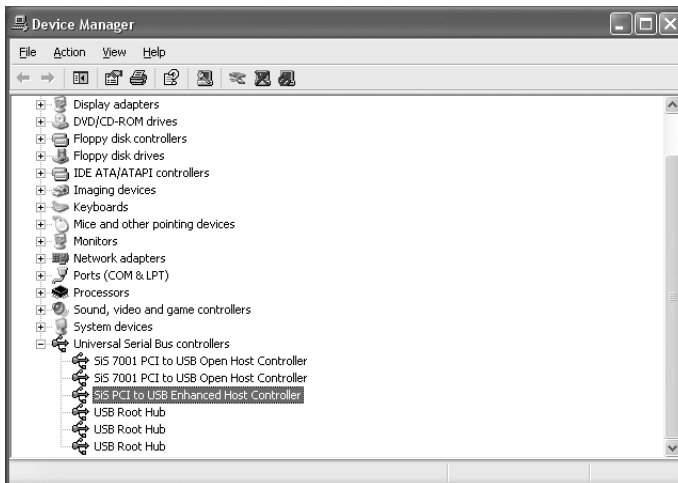 Device Manager
File Action View Help
Display adapters
DVD/CD-ROM drives
Floppy disk controllers
Floppy disk drives
IDE ATA/ATAPI controllers
Imaging devices
Keyboards
Mice and other pointing devices
Monitors
Network adapters
Ports (COM & LPT)
Processors
Sound, video and game controllers
System devices
Universal Serial Bus controllers
SiS 7001 PCI to USB Open Host Controller
SiS 7001 PCI to USB Open Host Controller
SiS PCI to USB Enhanced Host Controller
USB Root Hub
USB Root Hub
USB Root Hub